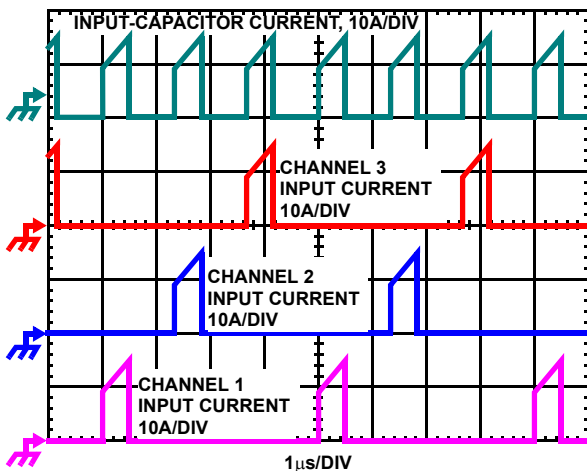 INPUT-CAPACITOR CURRENT, 10A/DIV
CHANNEL 3
INPUT CURRENT
10A/DIV
CHANNEL 2
INPUT CURRENT
10A/DIV
CHANNEL 1
INPUT CURRENT
10A/DIV
1μs/DIV